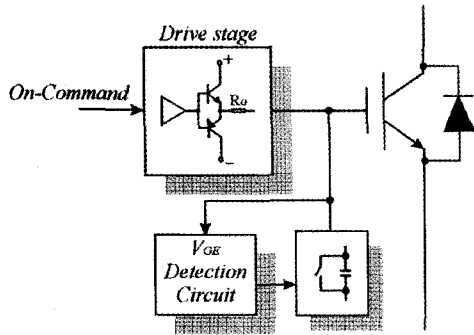 Drive stage
+
On-Command
RG
−
VGE
Detection
Circuit